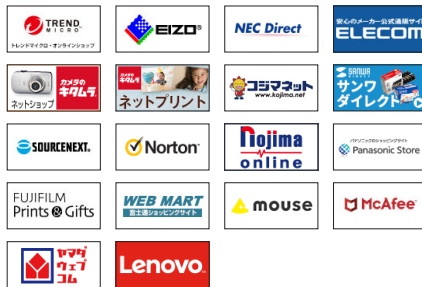 TREND
MICRO
トレンドマイクロ・オンラインショップ
EIZO
NEC Direct
安心のメーカー公式通販サイ
ELECOM
ネットショップ
カメラの
キタムラ
カメラの
キタムラ
ネットプリント
コジマネット
www.kojima.net
SANWA
サンワ
ダイレクト
SOURCENEXT.
Norton
nojima
online
パナソニックのショッピングサイト
Panasonic Store
FUJIFILM
Prints & Gifts
WEB MART
富士通ショッピングサイト
mouse
McAfee
ヤマダ
ウェブ
コム
Lenovo